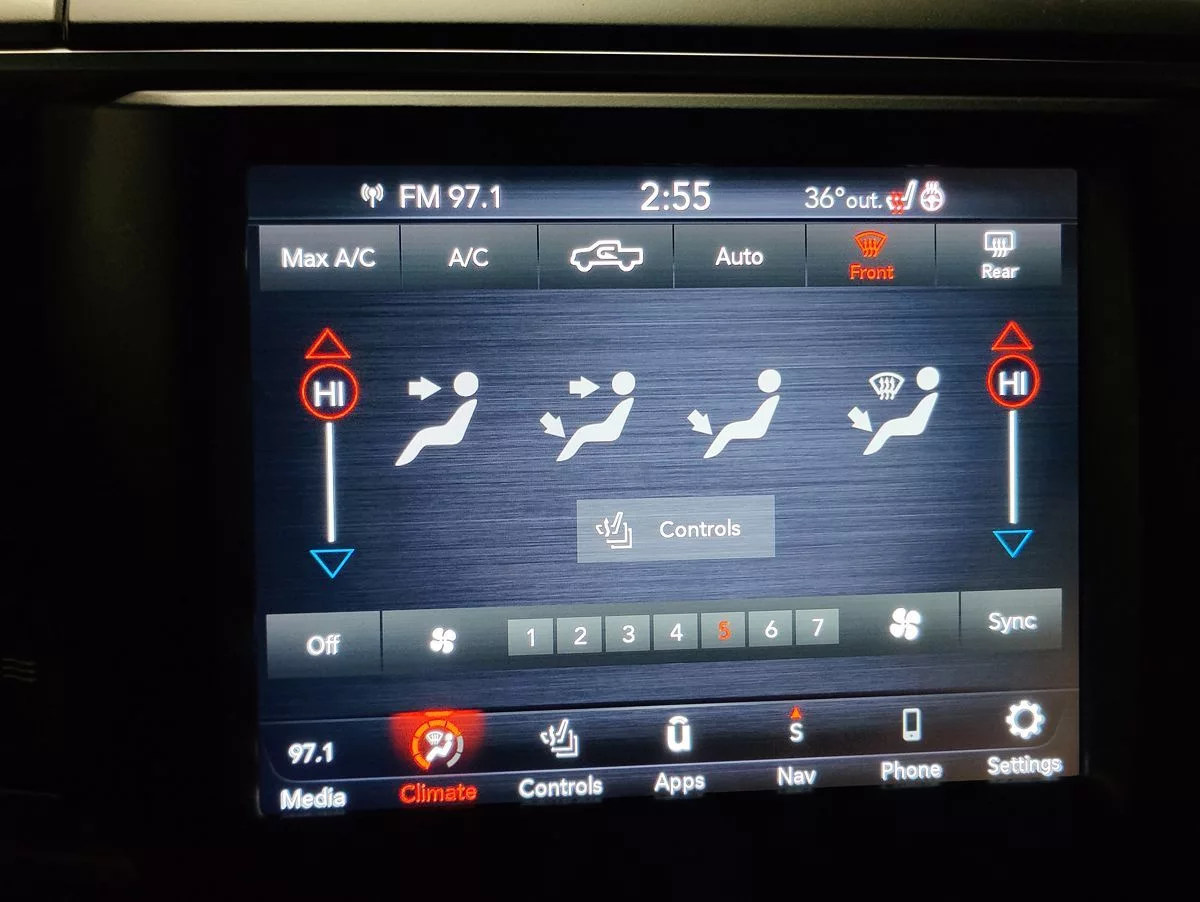 FM 97.1 2:55 36°out.
Max A/C A/C Auto Front Rear
HI HI
Controls
Off 1 2 3 4 5 6 7 Sync
97.1 S
Media Climate Controls Apps Nav Phone Settings